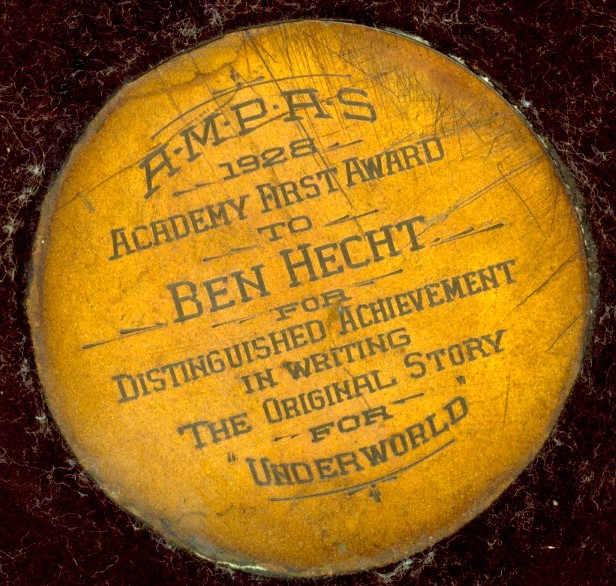 A·M·P·A·S
1928
ACADEMY FIRST AWARD
TO
BEN HECHT
FOR
DISTINGUISHED ACHIEVEMENT
IN WRITING
THE ORIGINAL STORY
FOR
"UNDERWORLD"